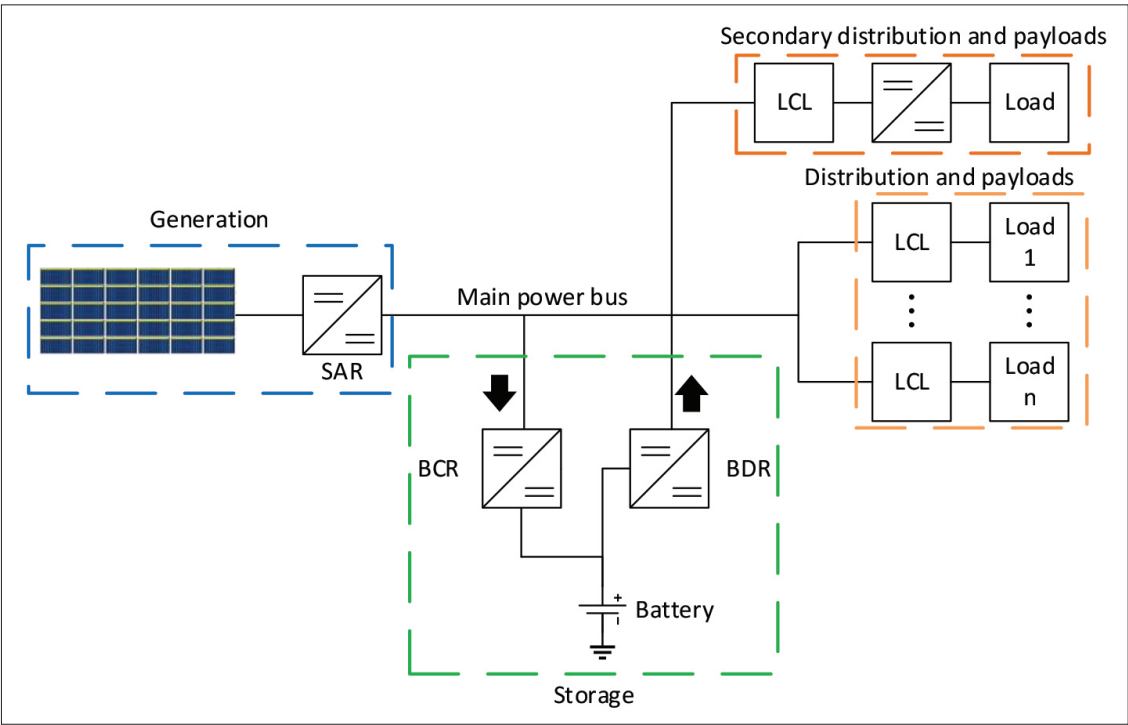 Secondary distribution and payloads
LCL
Load
Distribution and payloads
Generation
LCL
Load
1
Main power bus
SAR
LCL
Load
n
BCR
BDR
Battery
Storage